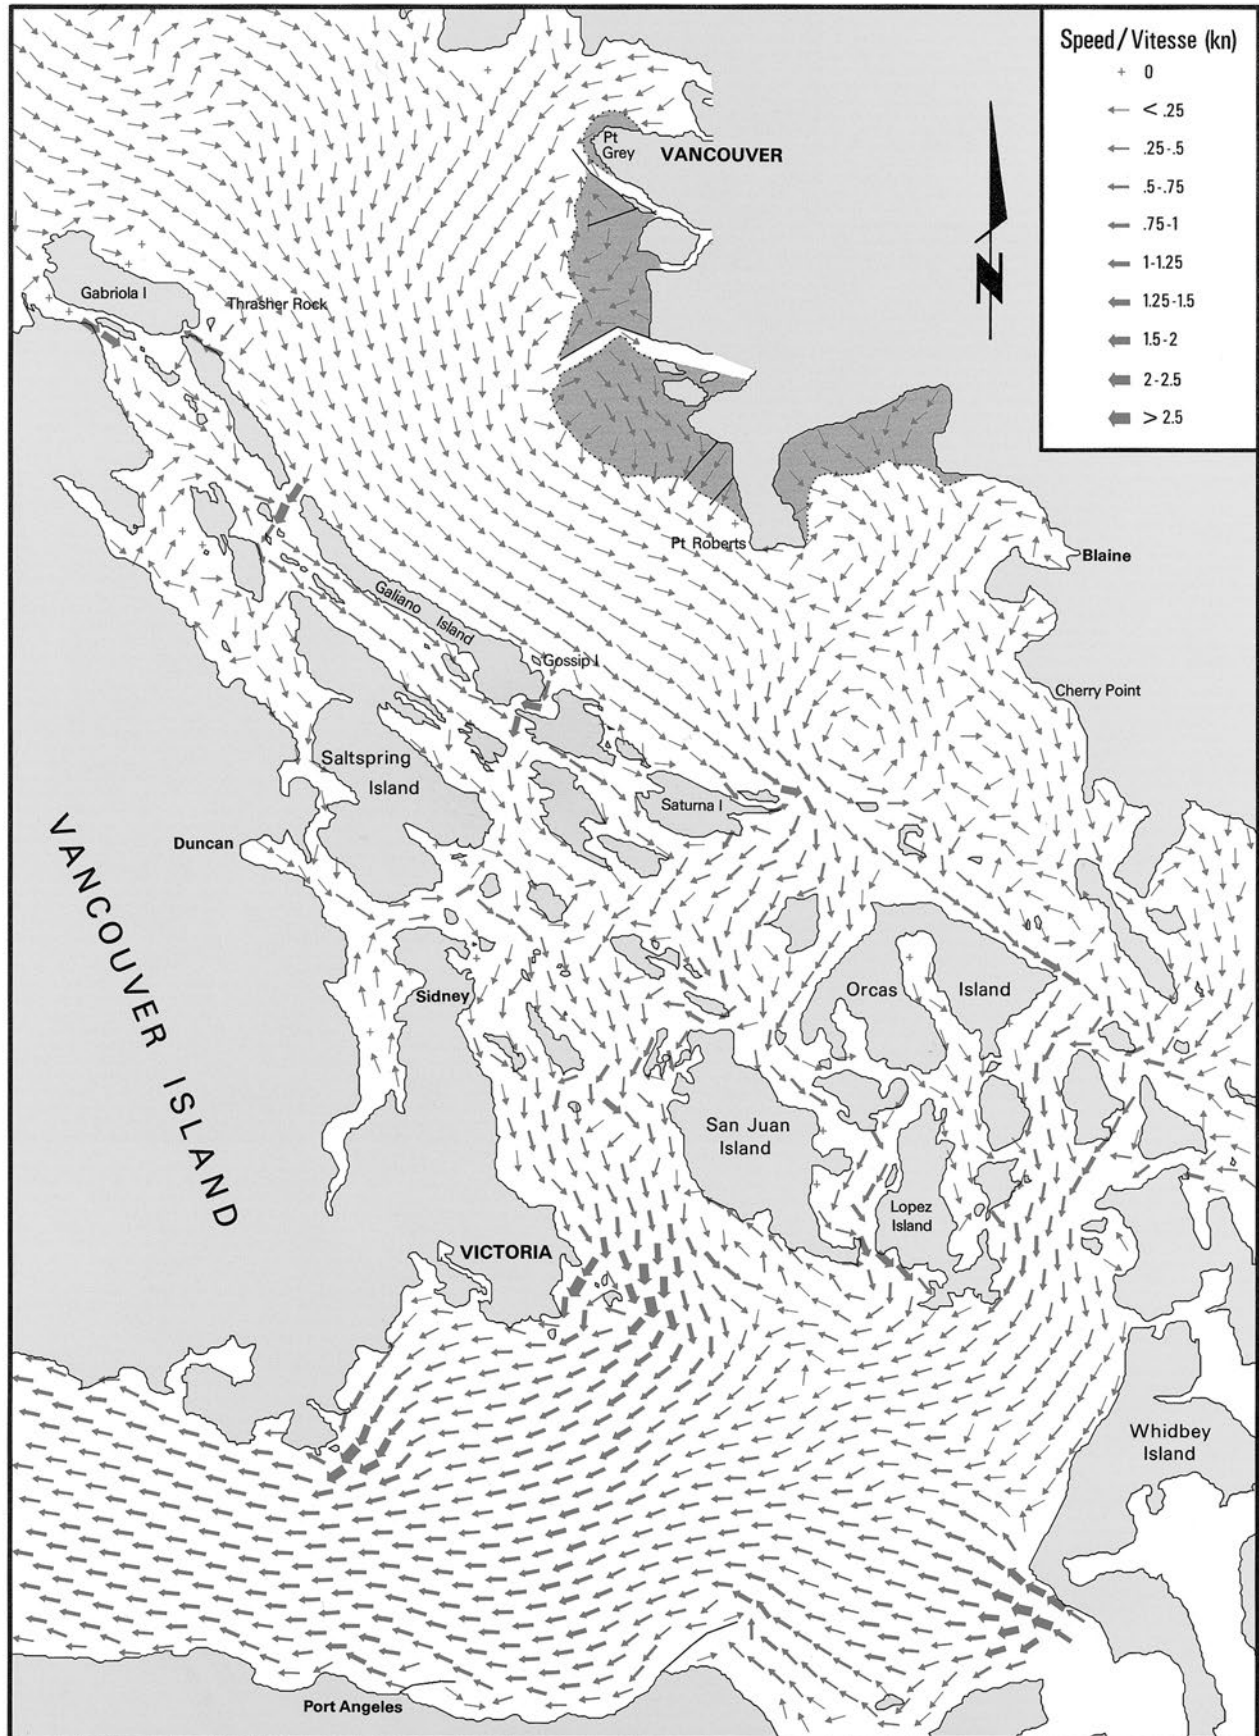 Speed/Vitesse (kn)
+ 0
< .25
.25-.5
.5-.75
.75-1
1-1.25
1.25-1.5
1.5-2
2-2.5
> 2.5
Pt
Grey
VANCOUVER
N
Gabriola I
Thrasher Rock
Pt Roberts
Blaine
Galiano
Island
Gossip I
Cherry Point
Saltspring
Island
Saturna I
Duncan
VANCOUVER ISLAND
Sidney
Orcas Island
San Juan
Island
Lopez
Island
VICTORIA
Whidbey
Island
Port Angeles